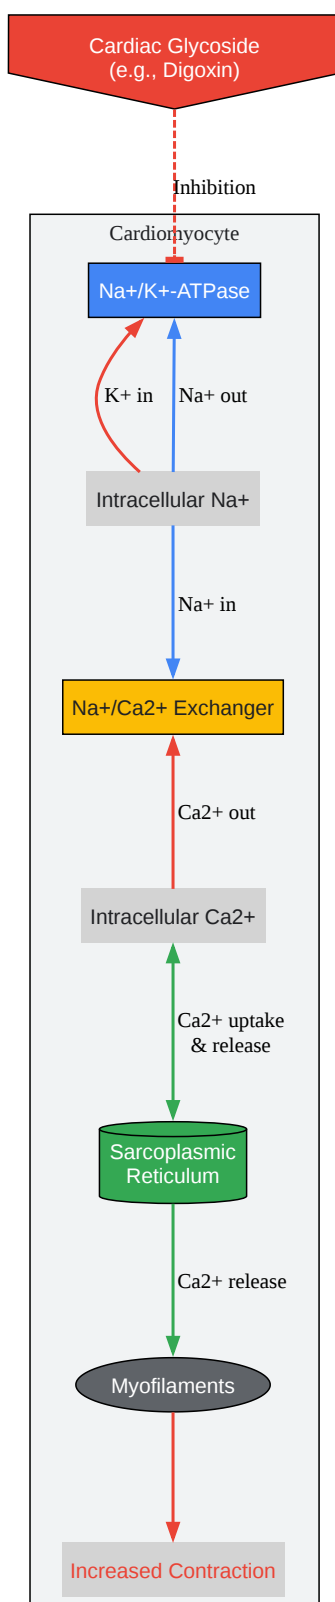 Cardiac Glycoside
(e.g., Digoxin)
Inhibition
Cardiomyocyte
Na+/K+-ATPase
K+ in
Na+ out
Intracellular Na+
Na+ in
Na+/Ca2+ Exchanger
Ca2+ out
Intracellular Ca2+
Ca2+ uptake
& release
Sarcoplasmic
Reticulum
Ca2+ release
Myofilaments
Increased Contraction